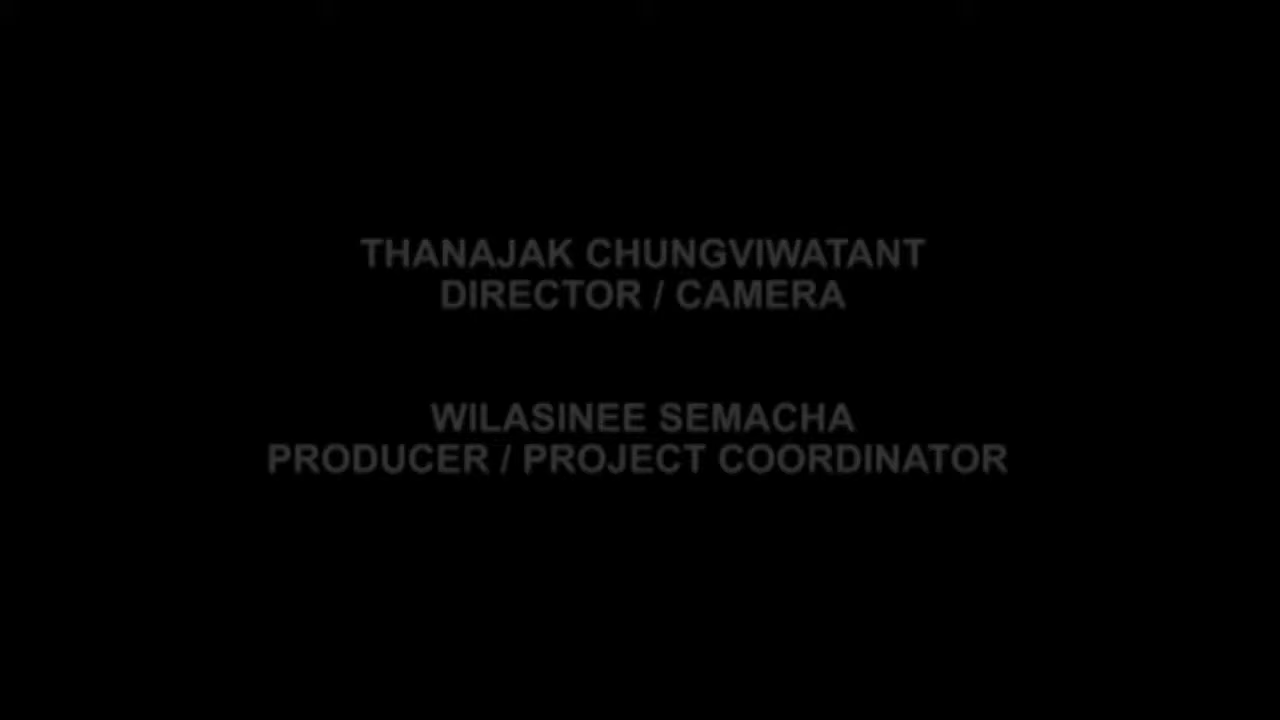 THANAJAK CHUNGVIWATANT
DIRECTOR / CAMERA
WILASINEE SEMACHA
PRODUCER / PROJECT COORDINATOR